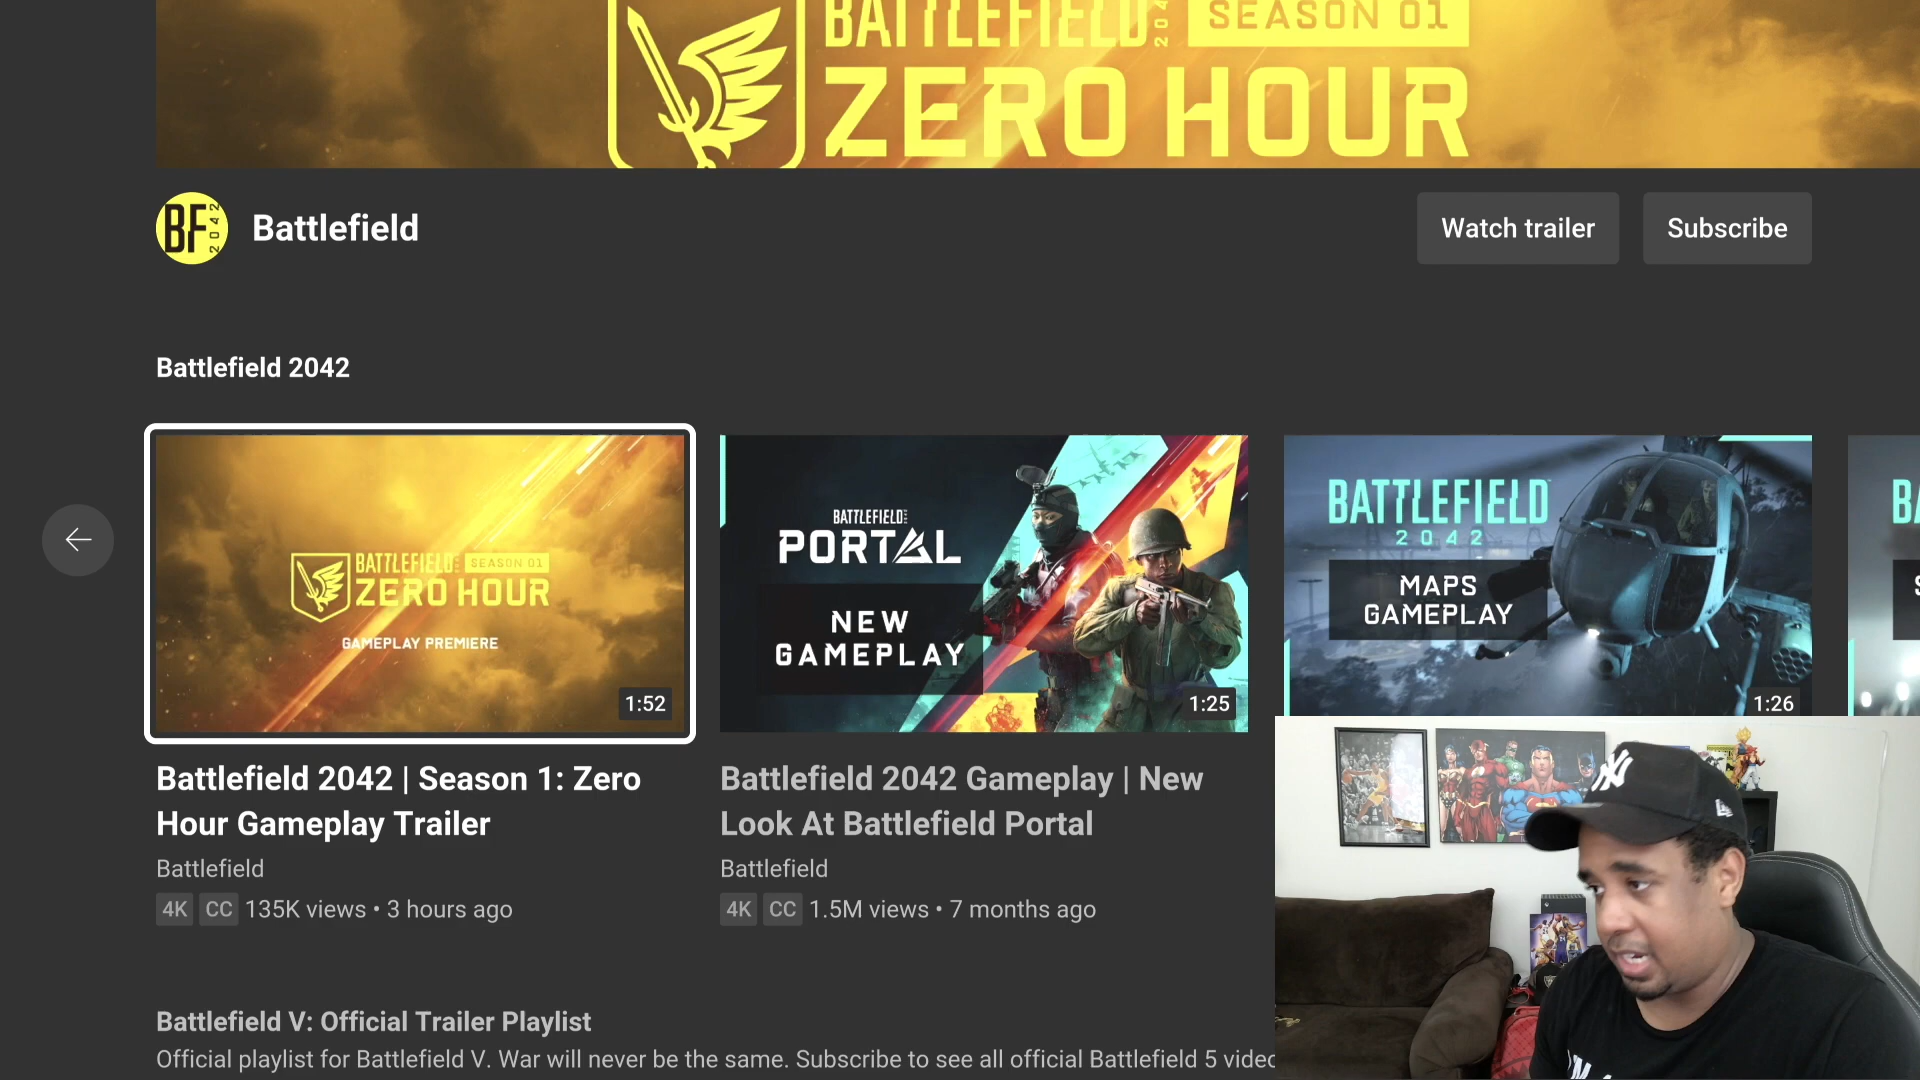 BATTLEFIELD 2042 SEASON 01
ZERO HOUR
BF 2042
Battlefield
Watch trailer
Subscribe
Battlefield 2042
BATTLEFIELD SEASON 01
ZERO HOUR
GAMEPLAY PREMIERE
1:52
BATTLEFIELD
PORTAL
NEW
GAMEPLAY
1:25
BATTLEFIELD
2042
MAPS
GAMEPLAY
1:26
Battlefield 2042 | Season 1: Zero
Hour Gameplay Trailer
Battlefield
4K CC 135K views • 3 hours ago
Battlefield 2042 Gameplay | New
Look At Battlefield Portal
Battlefield
4K CC 1.5M views • 7 months ago
NY
Battlefield V: Official Trailer Playlist
Official playlist for Battlefield V. War will never be the same. Subscribe to see all official Battlefield 5